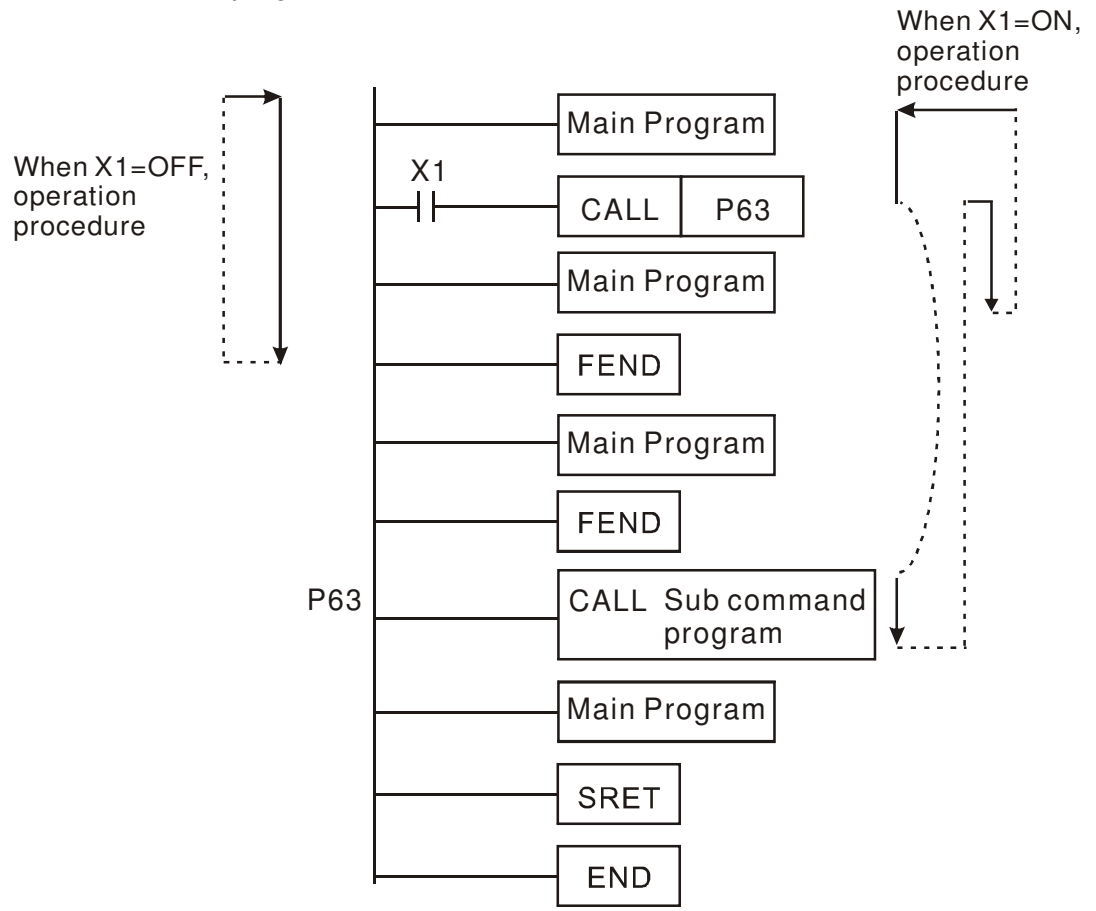 When X1=ON,
operation
procedure
Main Program
When X1=OFF,
operation
procedure
X1
CALL P63
Main Program
FEND
Main Program
FEND
P63
CALL Sub command
program
Main Program
SRET
END